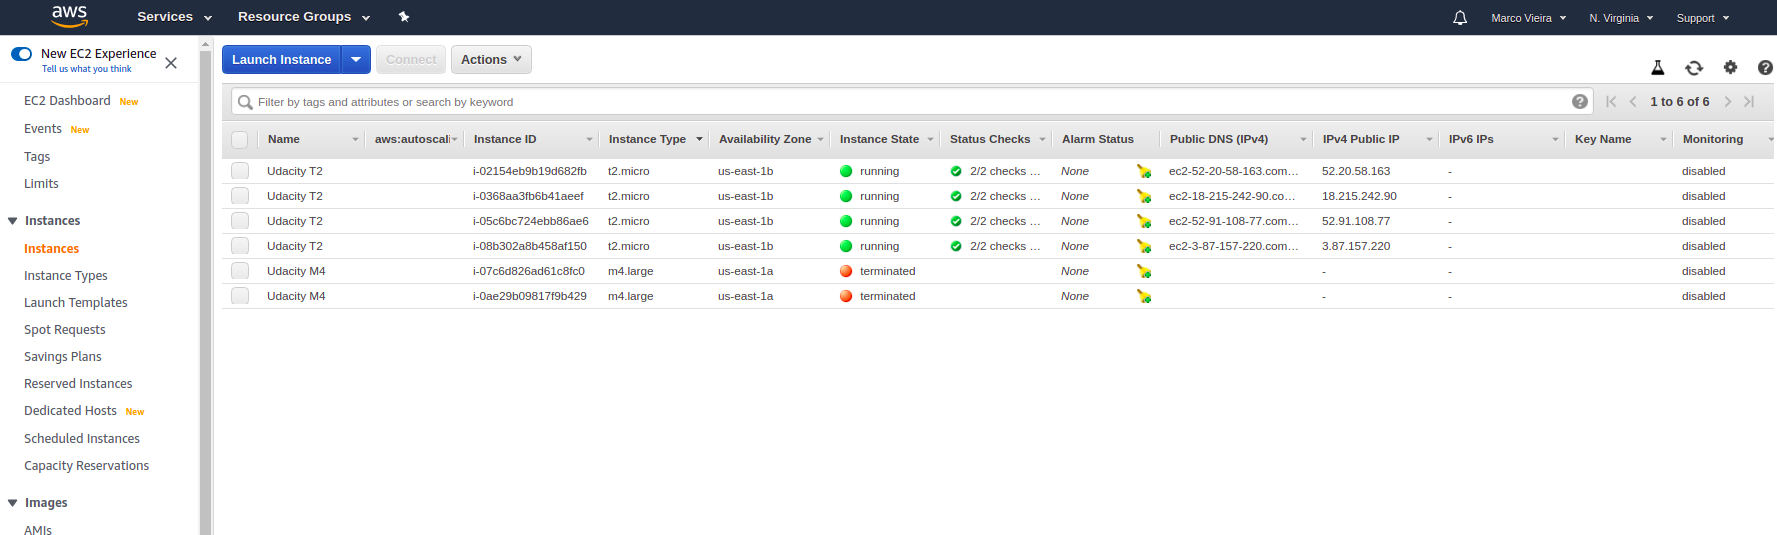 aws Services Resource Groups Marco Vieira N. Virginia Support
New EC2 Experience
Tell us what you think
EC2 Dashboard New
Events New
Tags
Limits
Instances
Instances
Instance Types
Launch Templates
Spot Requests
Savings Plans
Reserved Instances
Dedicated Hosts New
Scheduled Instances
Capacity Reservations
Images
AMIs
Launch Instance Connect Actions
Filter by tags and attributes or search by keyword 1 to 6 of 6
Name aws:autoscali Instance ID Instance Type Availability Zone Instance State Status Checks Alarm Status Public DNS (IPv4) IPv4 Public IP IPv6 IPs Key Name Monitoring
Udacity T2 i-02154eb9b19d682fb t2.micro us-east-1b running 2/2 checks ... None ec2-52-20-58-163.com... 52.20.58.163 - disabled
Udacity T2 i-0368aa3fb6b41aeef t2.micro us-east-1b running 2/2 checks ... None ec2-18-215-242-90.co... 18.215.242.90 - disabled
Udacity T2 i-05c6bc724ebb86ae6 t2.micro us-east-1b running 2/2 checks ... None ec2-52-91-108-77.com... 52.91.108.77 - disabled
Udacity T2 i-08b302a8b458af150 t2.micro us-east-1b running 2/2 checks ... None ec2-3-87-157-220.com... 3.87.157.220 - disabled
Udacity M4 i-07c6d826ad61c8fc0 m4.large us-east-1a terminated None - - disabled
Udacity M4 i-0ae29b09817f9b429 m4.large us-east-1a terminated None - - disabled